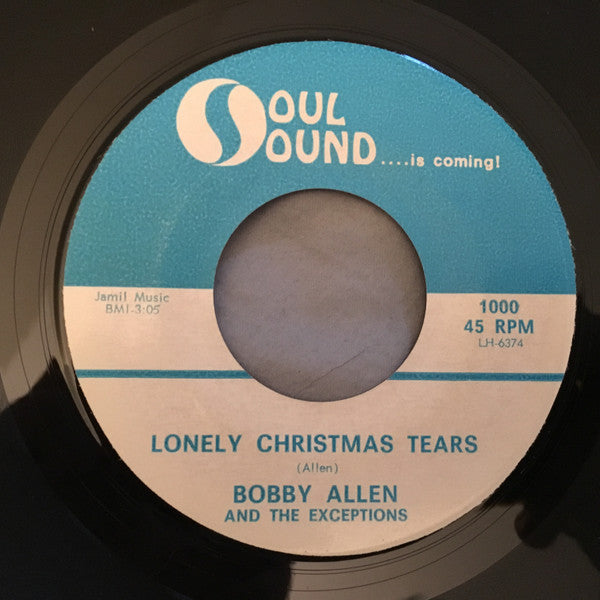 SOUL
SOUND....is coming!
Jamil Music
BMI-3:05
1000
45 RPM
LH-6374
LONELY CHRISTMAS TEARS
(Allen)
BOBBY ALLEN
AND THE EXCEPTIONS